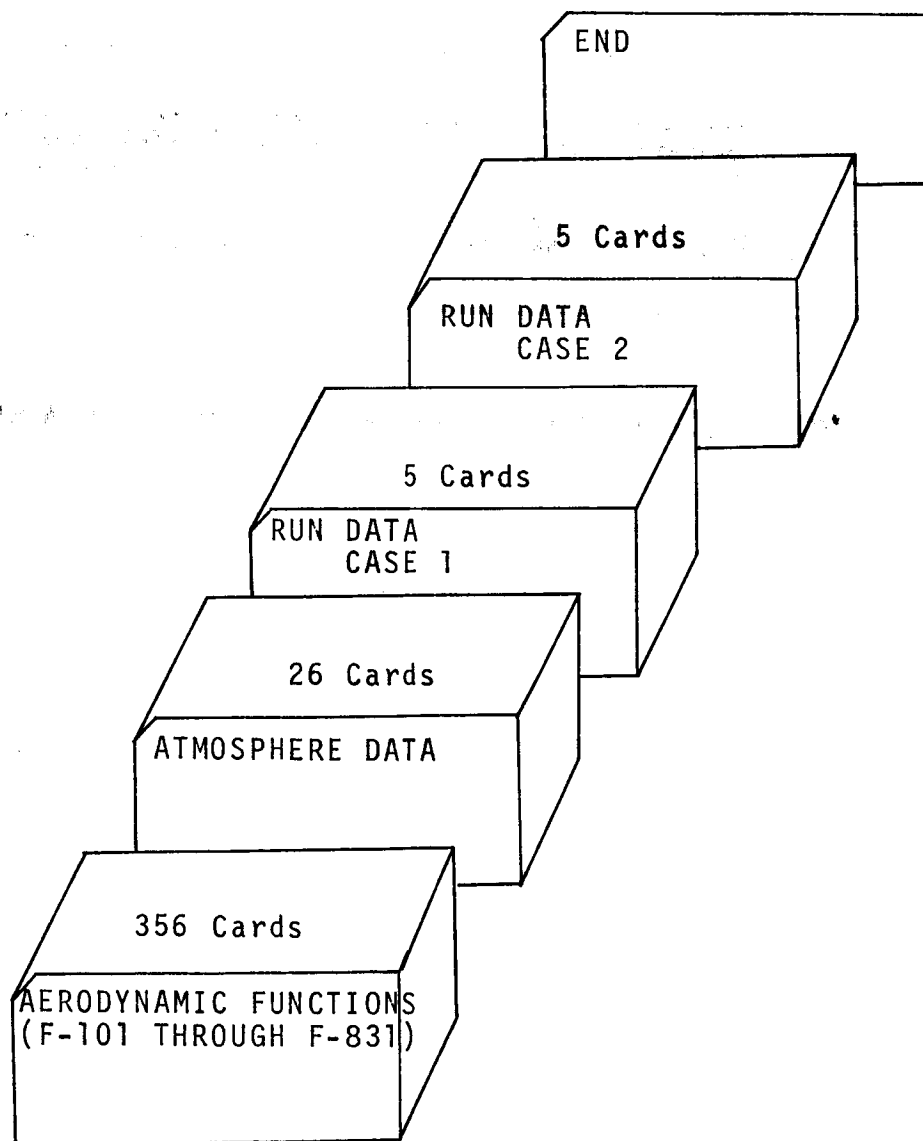 END
5 Cards
RUN DATA
CASE 2
5 Cards
RUN DATA
CASE 1
26 Cards
ATMOSPHERE DATA
356 Cards
AERODYNAMIC FUNCTIONS
(F-101 THROUGH F-831)